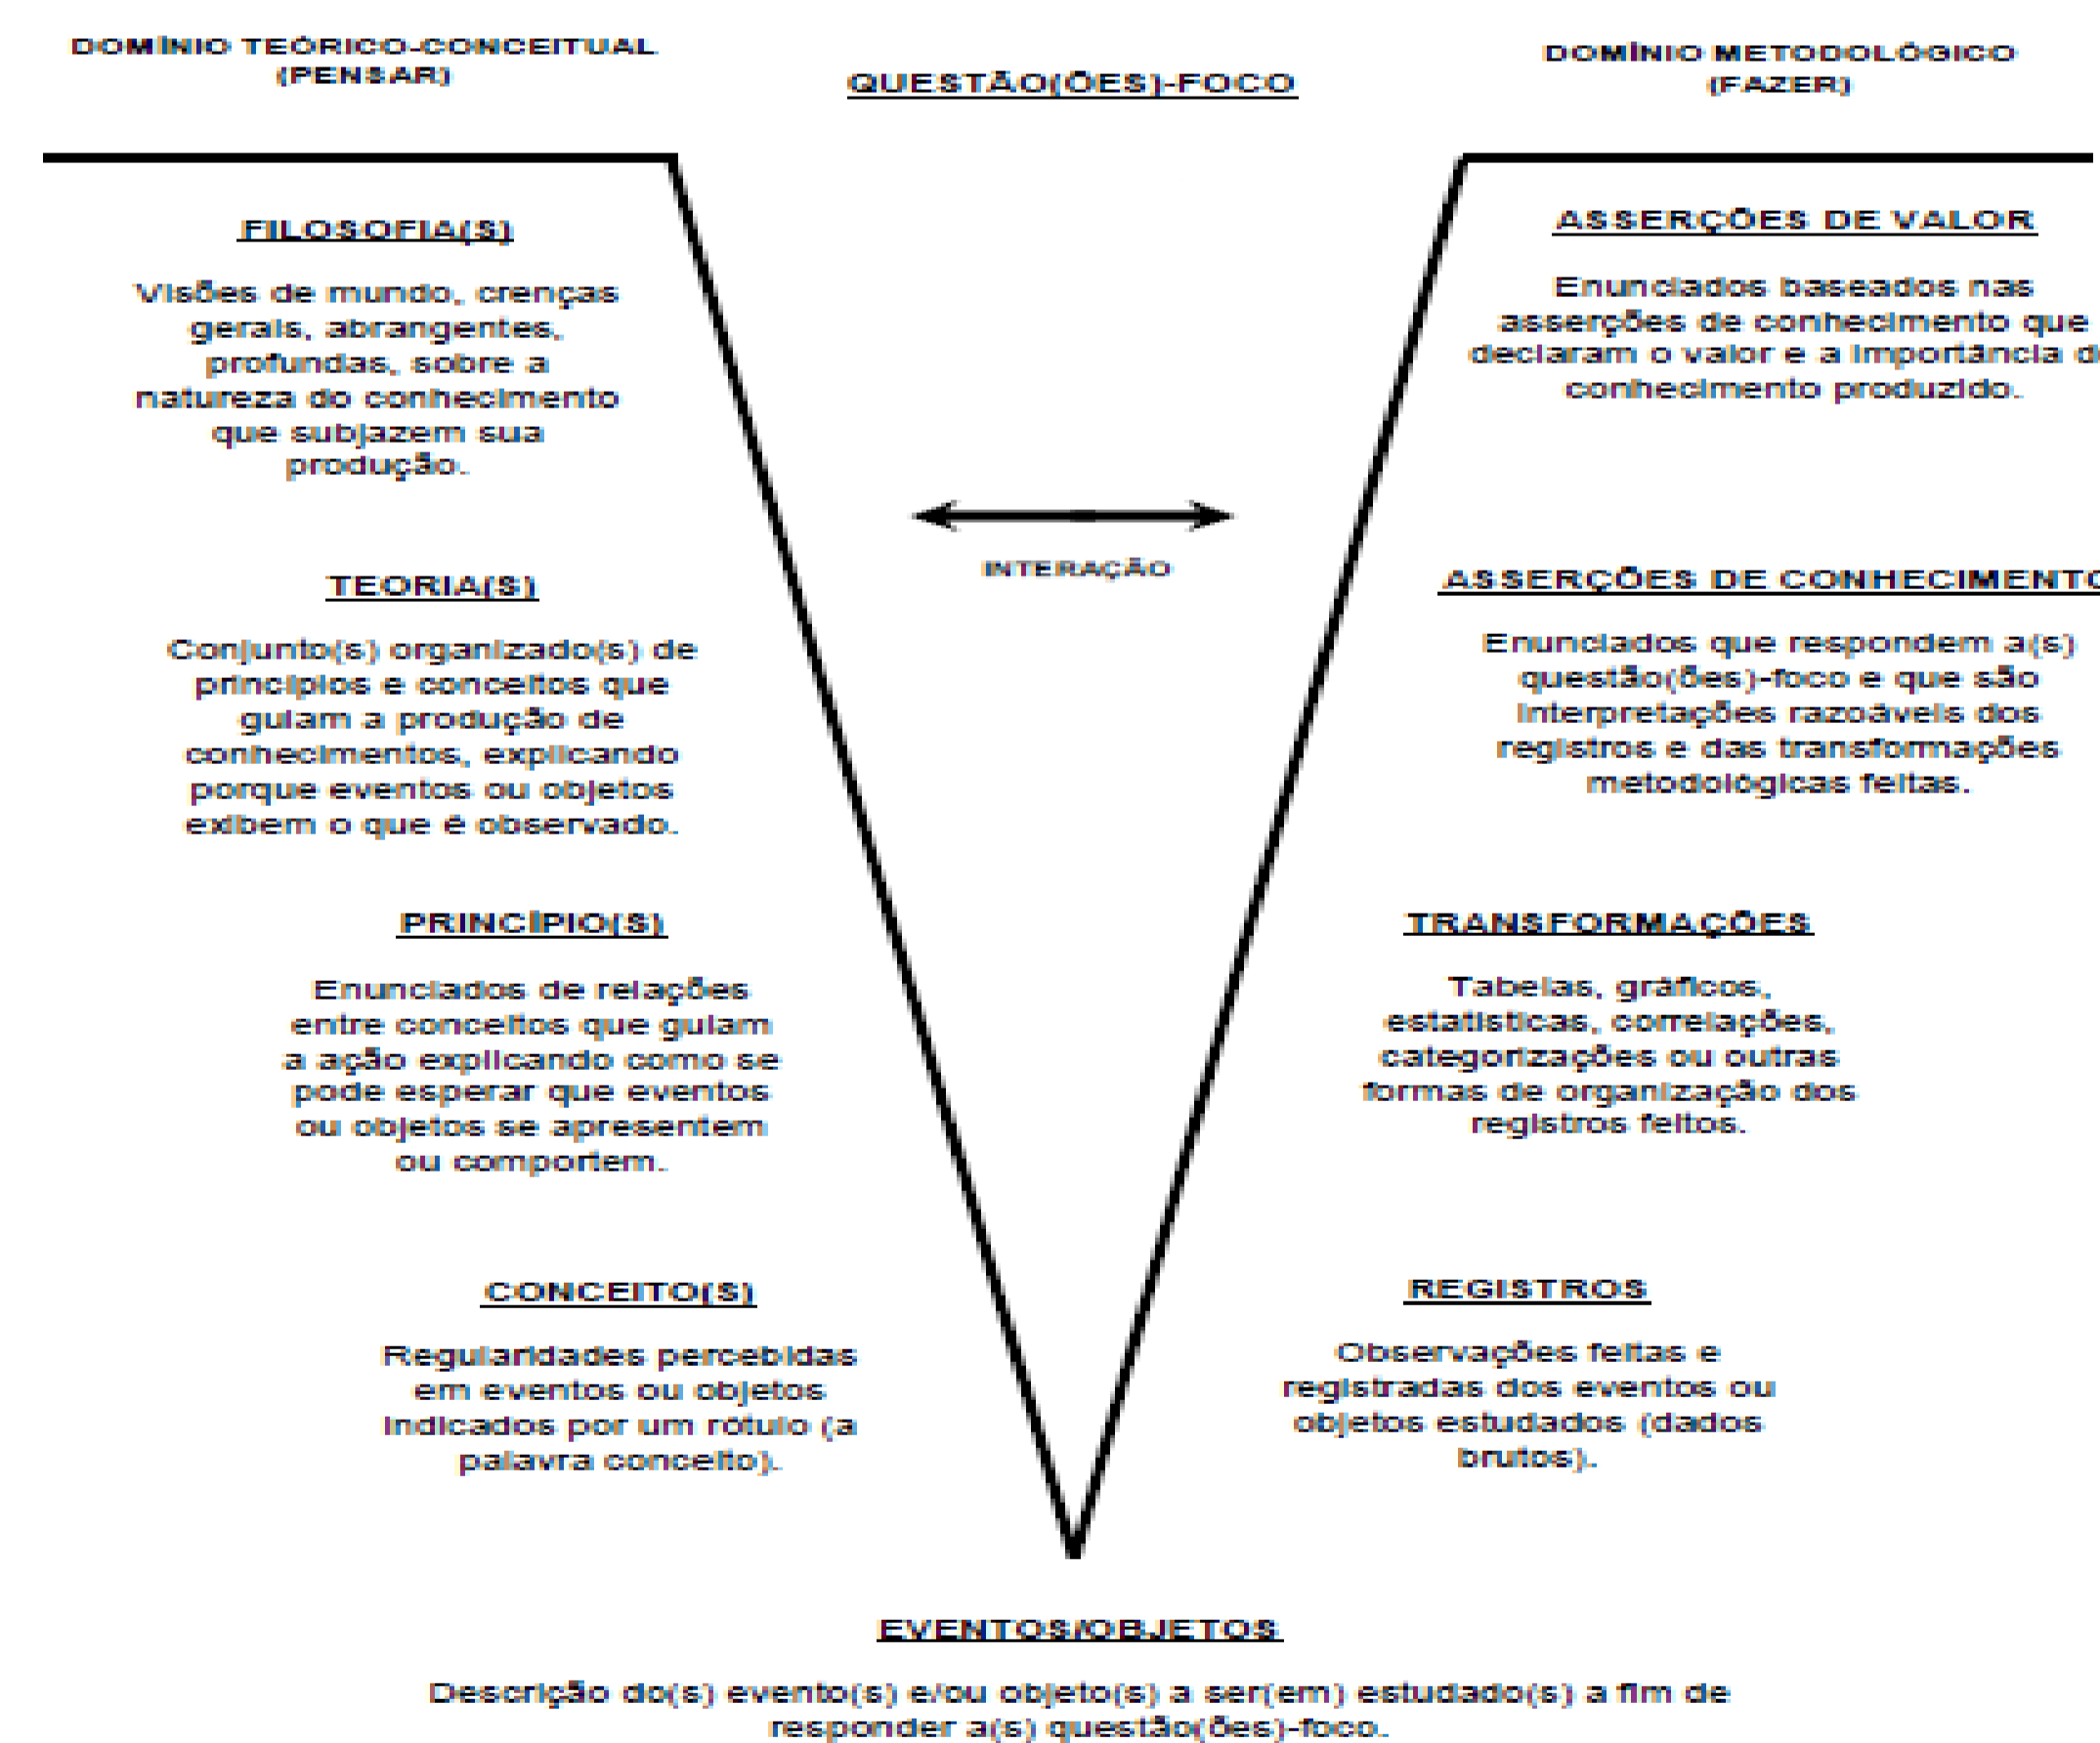 DOMÍNIO TEÓRICO-CONCEITUAL
(PENSAR)
QUESTÃO(ÕES)-FOCO
DOMÍNIO METODOLÓGICO
(FAZER)
FILOSOFIA(S)
Visões de mundo, crenças
gerais, abrangentes,
profundas, sobre a
natureza do conhecimento
que subjazem sua
produção.
TEORIA(S)
Conjunto(s) organizado(s) de
princípios e conceitos que
guiam a produção de
conhecimentos, explicando
porque eventos ou objetos
exibem o que é observado.
PRINCÍPIO(S)
Enunciados de relações
entre conceitos que guiam
a ação explicando como se
pode esperar que eventos
ou objetos se apresentem
ou comportem.
CONCEITO(S)
Regularidades percebidas
em eventos ou objetos
indicados por um rótulo (a
palavra conceito).
INTERAÇÃO
ASSERÇÕES DE VALOR
Enunciados baseados nas
asserções de conhecimento que
declaram o valor e a importância
conhecimento produzido.
ASSERÇÕES DE CONHECIMENTO
Enunciados que respondem a(s)
questão(ões)-foco e que são
interpretações razoáveis dos
registros e das transformações
metodológicas feitas.
TRANSFORMAÇÕES
Tabelas, gráficos,
estatísticas, correlações,
categorizações ou outras
formas de organização dos
registros feitos.
REGISTROS
Observações feitas e
registradas dos eventos ou
objetos estudados (dados
brutos).
EVENTOS/OBJETOS
Descrição do(s) evento(s) e/ou objeto(s) a ser(em) estudado(s) a fim de
responder a(s) questão(ões)-foco.